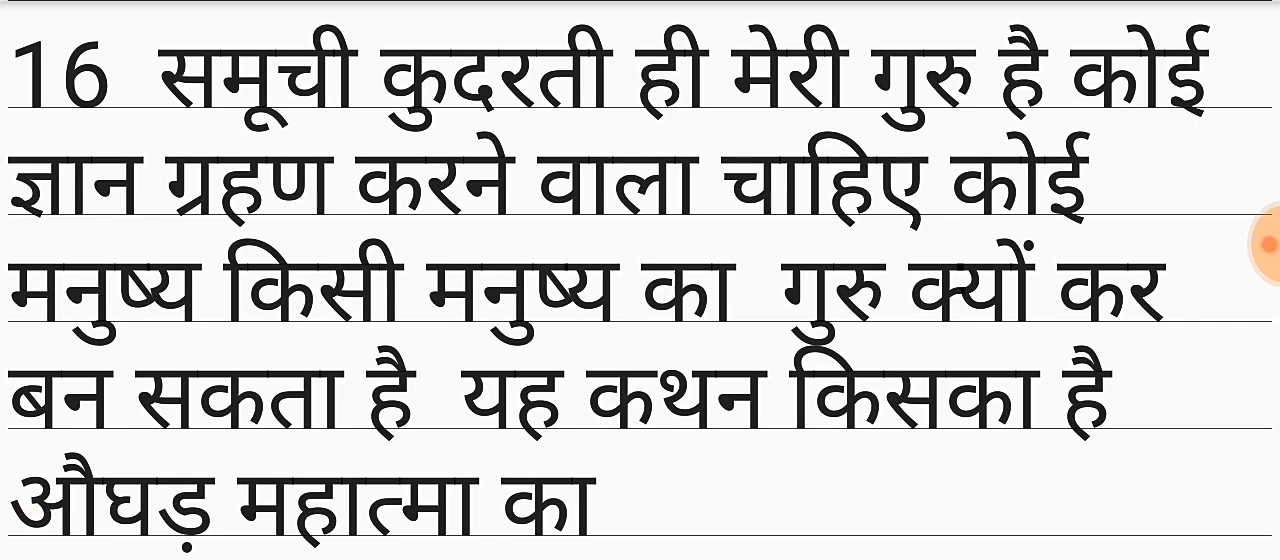 16  समूची कुदरती ही मेरी गुरु है कोई
ज्ञान ग्रहण करने वाला चाहिए कोई
मनुष्य किसी मनुष्य का  गुरु क्यों कर
बन सकता है  यह कथन किसका है
औघड़ महात्मा का